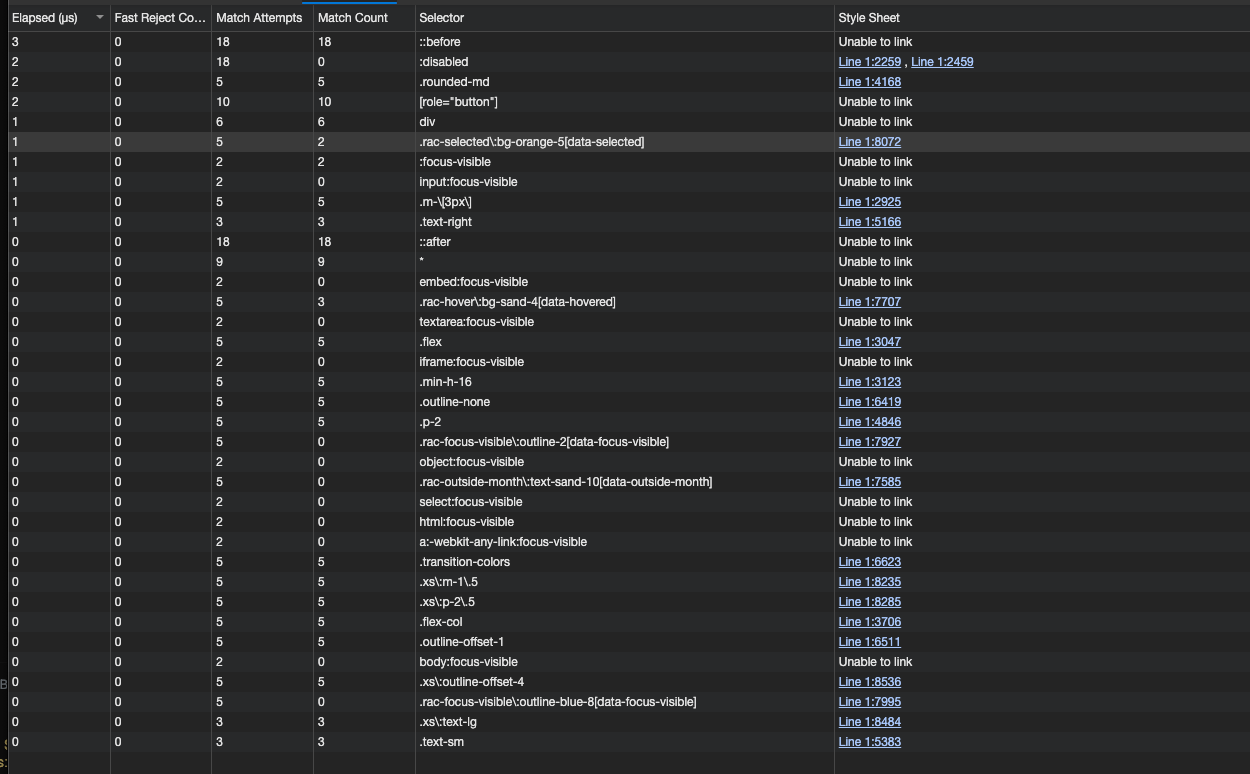 Elapsed (µs) Fast Reject Co... Match Attempts Match Count Selector Style Sheet
3 0 18 18 ::before Unable to link
2 0 18 0 :disabled Line 1:2259 , Line 1:2459
2 0 5 5 .rounded-md Line 1:4168
2 0 10 10 [role="button"] Unable to link
1 0 6 6 div Unable to link
1 0 5 2 .rac-selected\:bg-orange-5[data-selected] Line 1:8072
1 0 2 2 :focus-visible Unable to link
1 0 2 0 input:focus-visible Unable to link
1 0 5 5 .m-\[3px\] Line 1:2925
1 0 3 3 .text-right Line 1:5166
0 0 18 18 ::after Unable to link
0 0 9 9 * Unable to link
0 0 2 0 embed:focus-visible Unable to link
0 0 5 3 .rac-hover\:bg-sand-4[data-hovered] Line 1:7707
0 0 2 0 textarea:focus-visible Unable to link
0 0 5 5 .flex Line 1:3047
0 0 2 0 iframe:focus-visible Unable to link
0 0 5 5 .min-h-16 Line 1:3123
0 0 5 5 .outline-none Line 1:6419
0 0 5 5 .p-2 Line 1:4846
0 0 5 0 .rac-focus-visible\:outline-2[data-focus-visible] Line 1:7927
0 0 2 0 object:focus-visible Unable to link
0 0 5 0 .rac-outside-month\:text-sand-10[data-outside-month] Line 1:7585
0 0 2 0 select:focus-visible Unable to link
0 0 2 0 html:focus-visible Unable to link
0 0 2 0 a:-webkit-any-link:focus-visible Unable to link
0 0 5 5 .transition-colors Line 1:6623
0 0 5 5 .xs\:m-1\.5 Line 1:8235
0 0 5 5 .xs\:p-2\.5 Line 1:8285
0 0 5 5 .flex-col Line 1:3706
0 0 5 5 .outline-offset-1 Line 1:6511
0 0 2 0 body:focus-visible Unable to link
0 0 5 5 .xs\:outline-offset-4 Line 1:8536
0 0 5 0 .rac-focus-visible\:outline-blue-8[data-focus-visible] Line 1:7995
0 0 3 3 .xs\:text-lg Line 1:8484
0 0 3 3 .text-sm Line 1:5383